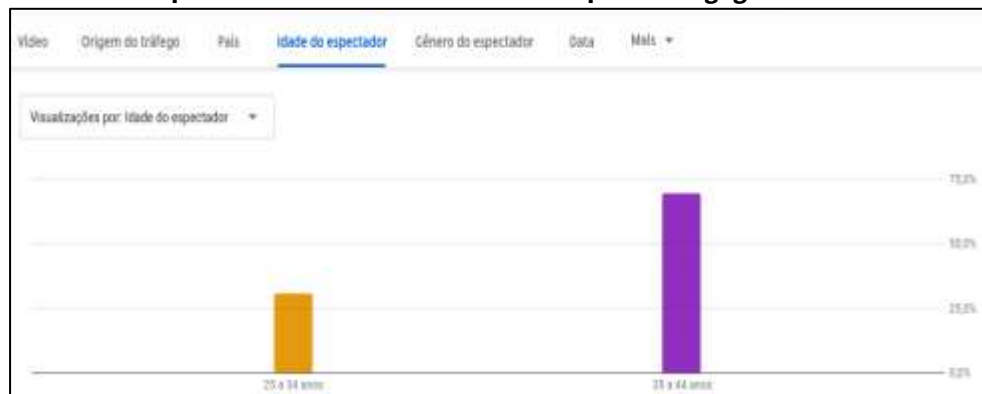 Vídeo Origem do tráfego País Idade do espectador Gênero do espectador Data Mais
Visualizações por: Idade do espectador
75,0%
50,0%
25,0%
0,0%
25 a 34 anos 35 a 44 anos